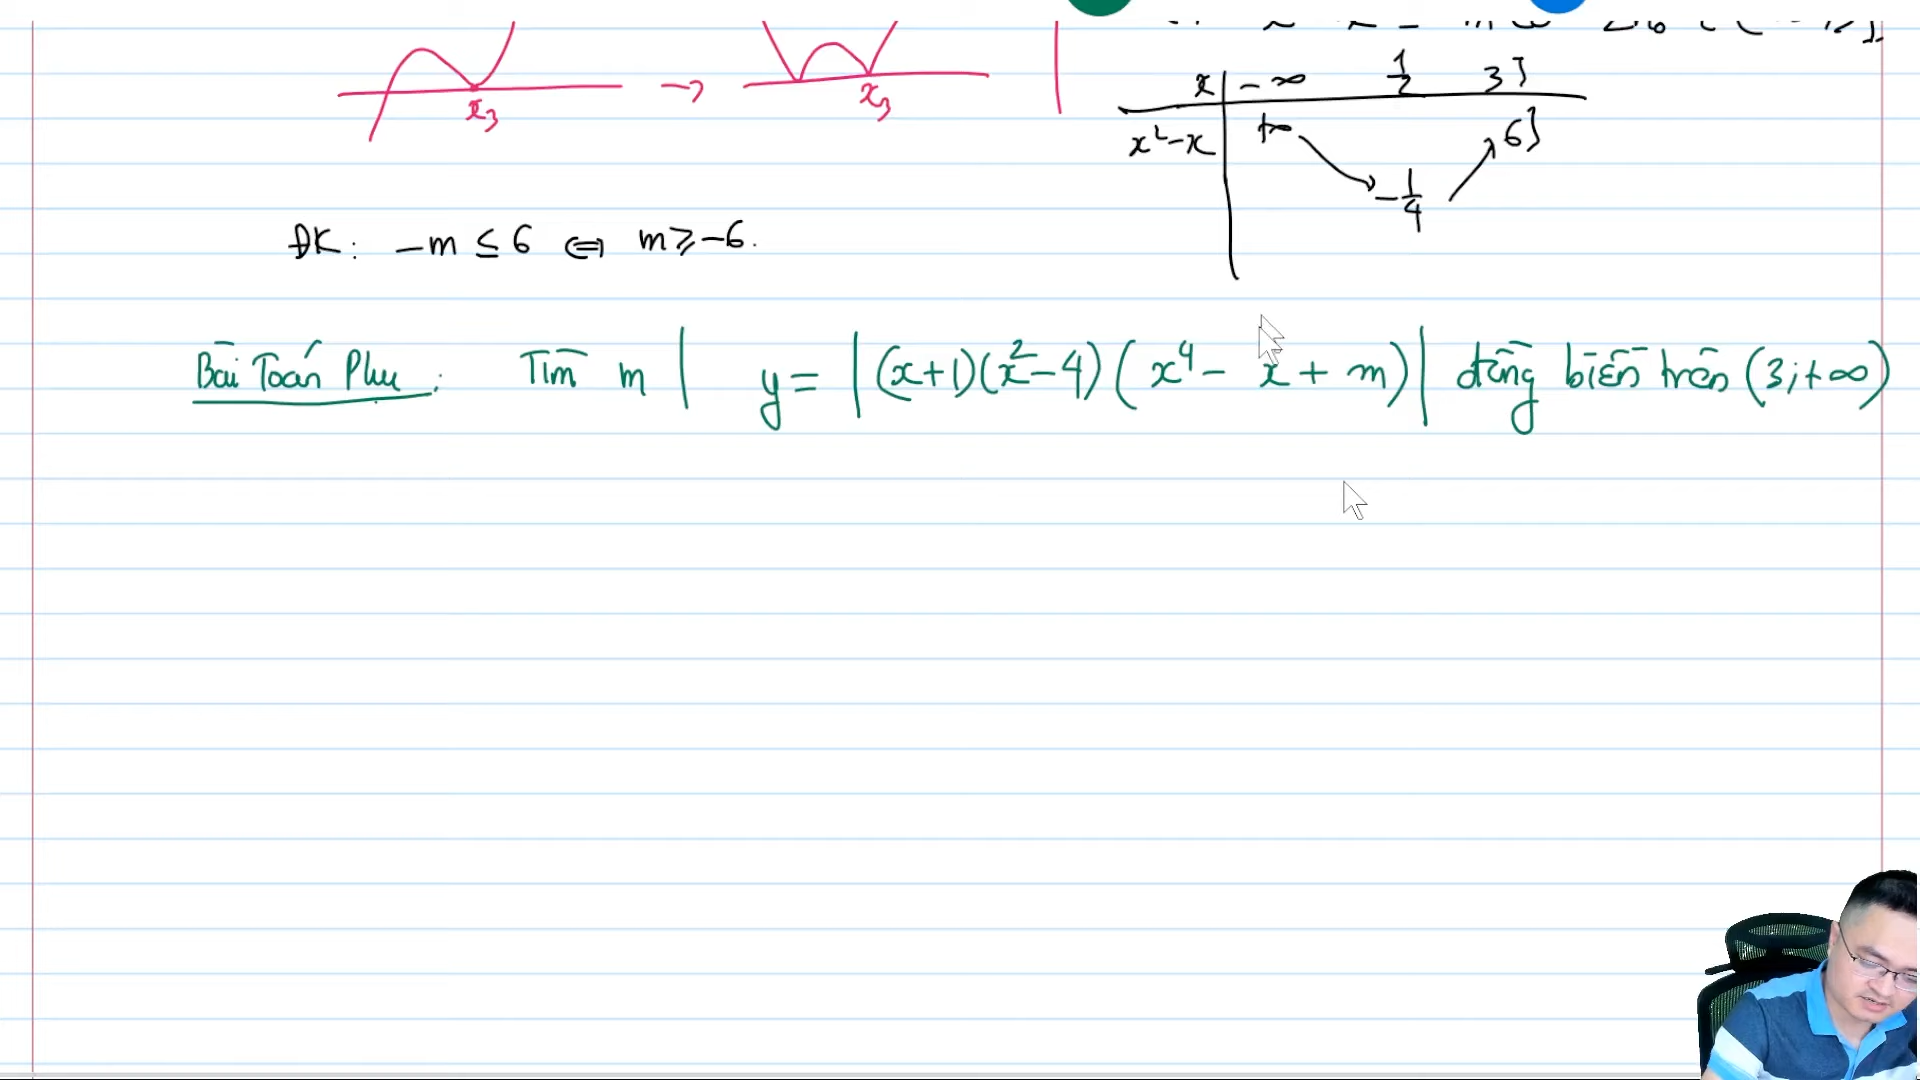 x₃ → x₃
x -∞ 1/2 3]
x²-x +∞ -1/4 6]
ĐK: -m ≤ 6 ⇔ m ≥ -6.
Bài Toán Phụ: Tìm m | y = |(x+1)(x²-4)(x⁴- x + m)| đồng biến trên (3;+∞)